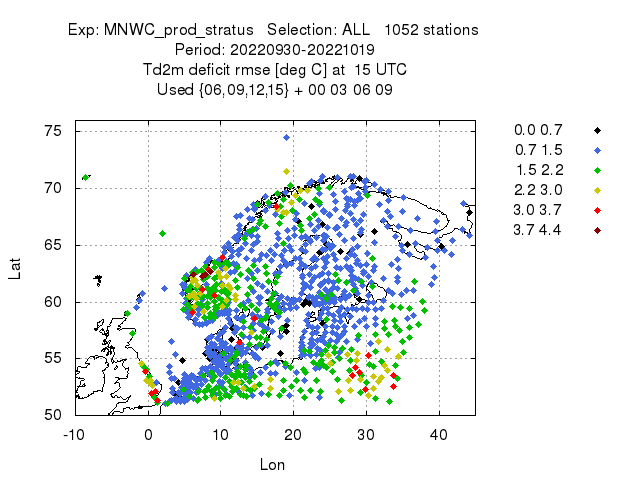 Exp: MNWC_prod_stratus   Selection: ALL   1052 stations
Period: 20220930-20221019
Td2m deficit rmse [deg C] at  15 UTC
Used {06,09,12,15} + 00 03 06 09
0.0 0.7
0.7 1.5
1.5 2.2
2.2 3.0
3.0 3.7
3.7 4.4
75
70
65
60
55
50
Lat
-10 0 10 20 30 40
Lon